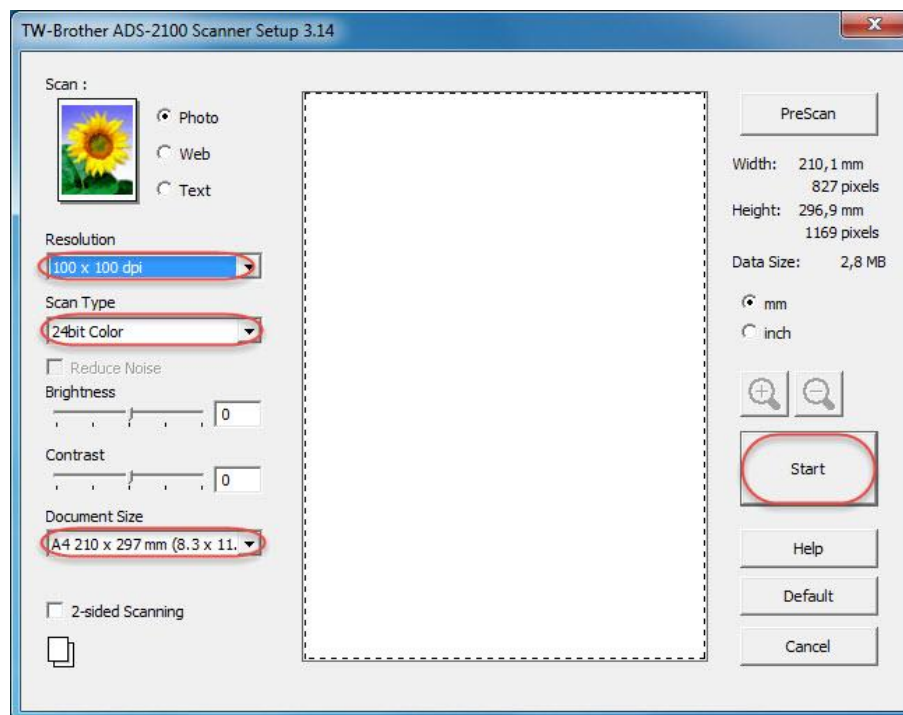 TW-Brother ADS-2100 Scanner Setup 3.14
x
Scan :
Photo
Web
Text
Resolution
100 x 100 dpi
Scan Type
24bit Color
Reduce Noise
Brightness
0
Contrast
0
Document Size
A4 210 x 297 mm (8.3 x 11.
2-sided Scanning
PreScan
Width: 210,1 mm
827 pixels
Height: 296,9 mm
1169 pixels
Data Size: 2,8 MB
mm
inch
Start
Help
Default
Cancel